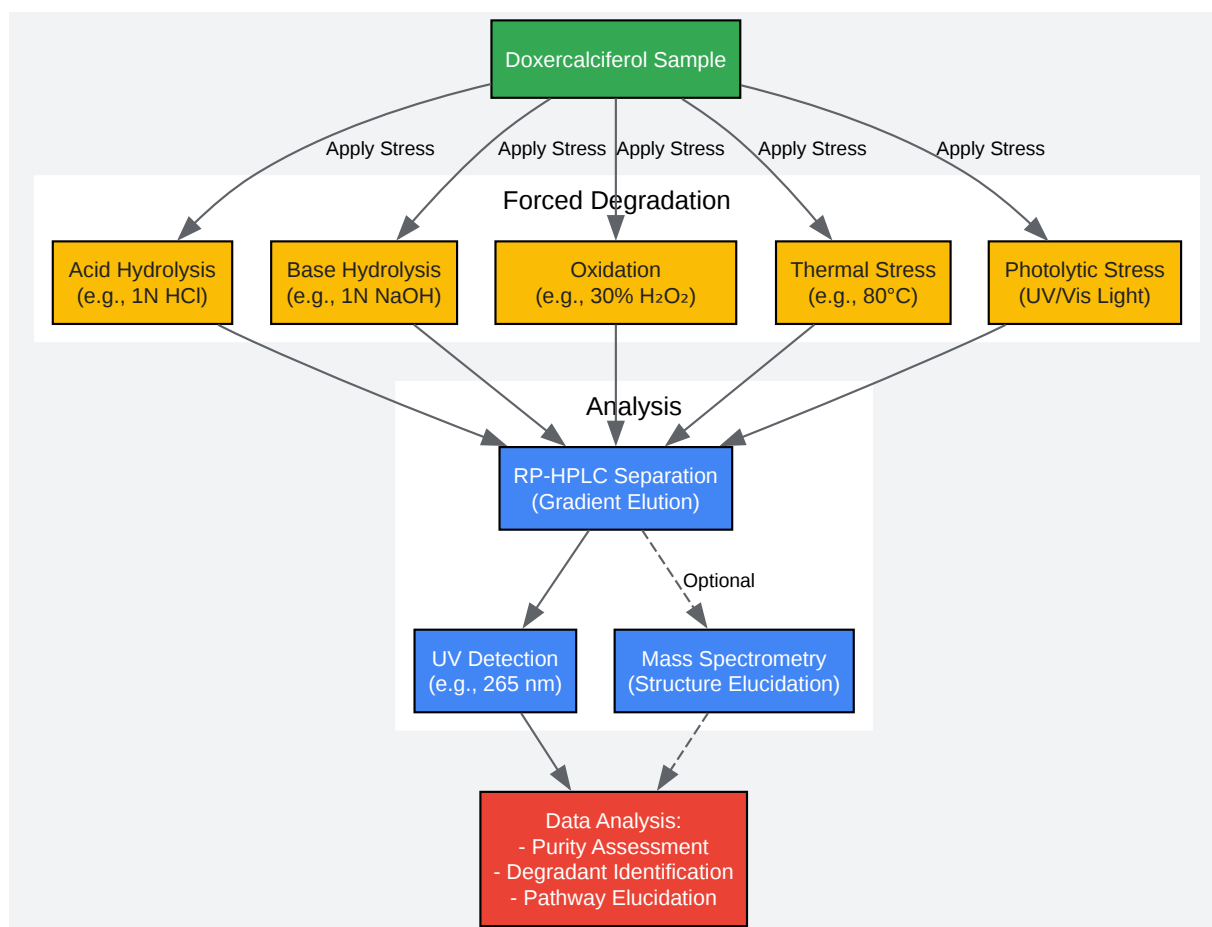 Doxercalciferol Sample
Apply Stress
Apply Stress
Apply Stress
Apply Stress
Apply Stress
Forced Degradation
Acid Hydrolysis
(e.g., 1N HCl)
Base Hydrolysis
(e.g., 1N NaOH)
Oxidation
(e.g., 30% H₂O₂)
Thermal Stress
(e.g., 80°C)
Photolytic Stress
(UV/Vis Light)
Analysis
RP-HPLC Separation
(Gradient Elution)
Optional
UV Detection
(e.g., 265 nm)
Mass Spectrometry
(Structure Elucidation)
Data Analysis:
- Purity Assessment
- Degradant Identification
- Pathway Elucidation